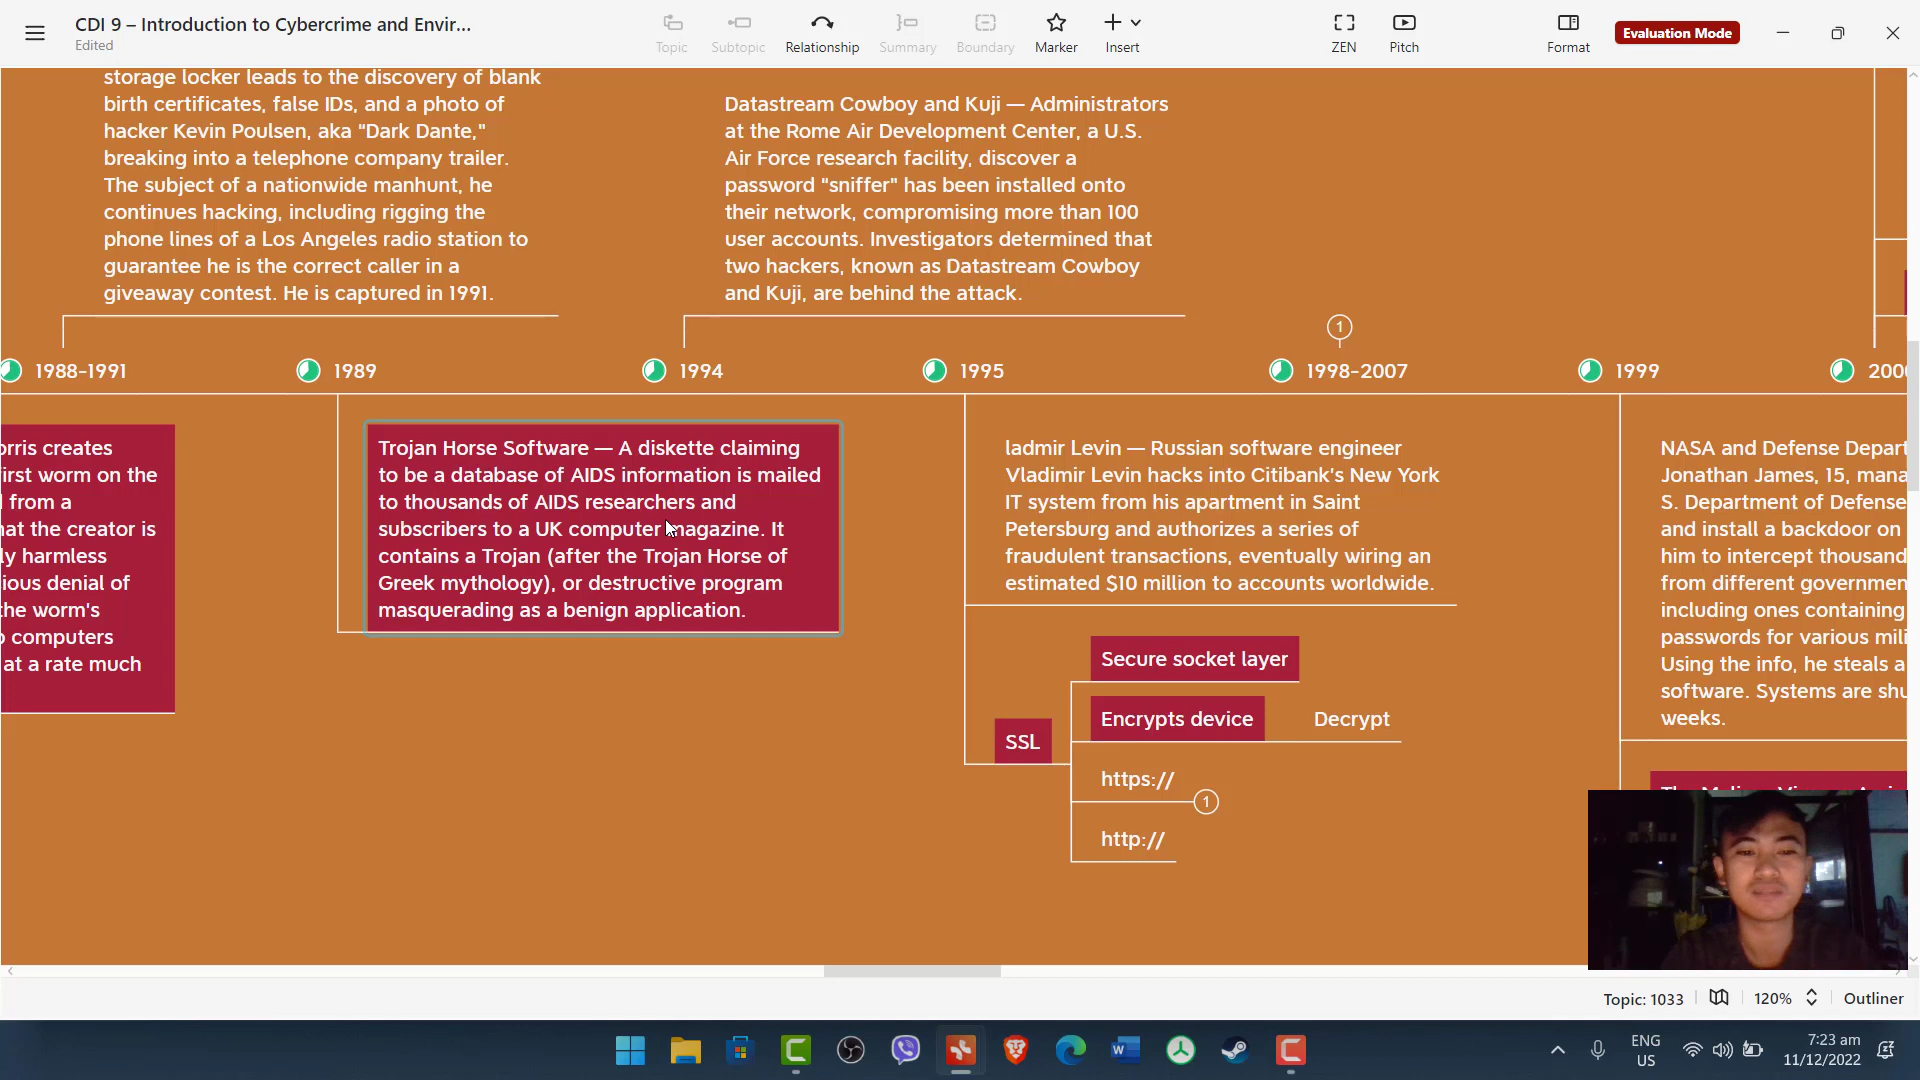 CDI 9 – Introduction to Cybercrime and Envir...
Edited
Topic
Subtopic
Relationship
Summary
Boundary
Marker
Insert
ZEN
Pitch
Format
Evaluation Mode
storage locker leads to the discovery of blank
birth certificates, false IDs, and a photo of
hacker Kevin Poulsen, aka "Dark Dante,"
breaking into a telephone company trailer.
The subject of a nationwide manhunt, he
continues hacking, including rigging the
phone lines of a Los Angeles radio station to
guarantee he is the correct caller in a
giveaway contest. He is captured in 1991.
Datastream Cowboy and Kuji — Administrators
at the Rome Air Development Center, a U.S.
Air Force research facility, discover a
password "sniffer" has been installed onto
their network, compromising more than 100
user accounts. Investigators determined that
two hackers, known as Datastream Cowboy
and Kuji, are behind the attack.
1
1988-1991
1989
1994
1995
1998-2007
1999
200
orris creates
irst worm on the
d from a
hat the creator is
ly harmless
ious denial of
the worm's
o computers
at a rate much
Trojan Horse Software — A diskette claiming
to be a database of AIDS information is mailed
to thousands of AIDS researchers and
subscribers to a UK computer magazine. It
contains a Trojan (after the Trojan Horse of
Greek mythology), or destructive program
masquerading as a benign application.
ladmir Levin — Russian software engineer
Vladimir Levin hacks into Citibank's New York
IT system from his apartment in Saint
Petersburg and authorizes a series of
fraudulent transactions, eventually wiring an
estimated $10 million to accounts worldwide.
SSL
Secure socket layer
Encrypts device
Decrypt
https://
1
http://
NASA and Defense Depart
Jonathan James, 15, mana
S. Department of Defense
and install a backdoor on
him to intercept thousand
from different governmen
including ones containing
passwords for various mili
Using the info, he steals a
software. Systems are shu
weeks.
Topic: 1033
120%
Outliner
ENG
US
7:23 am
11/12/2022